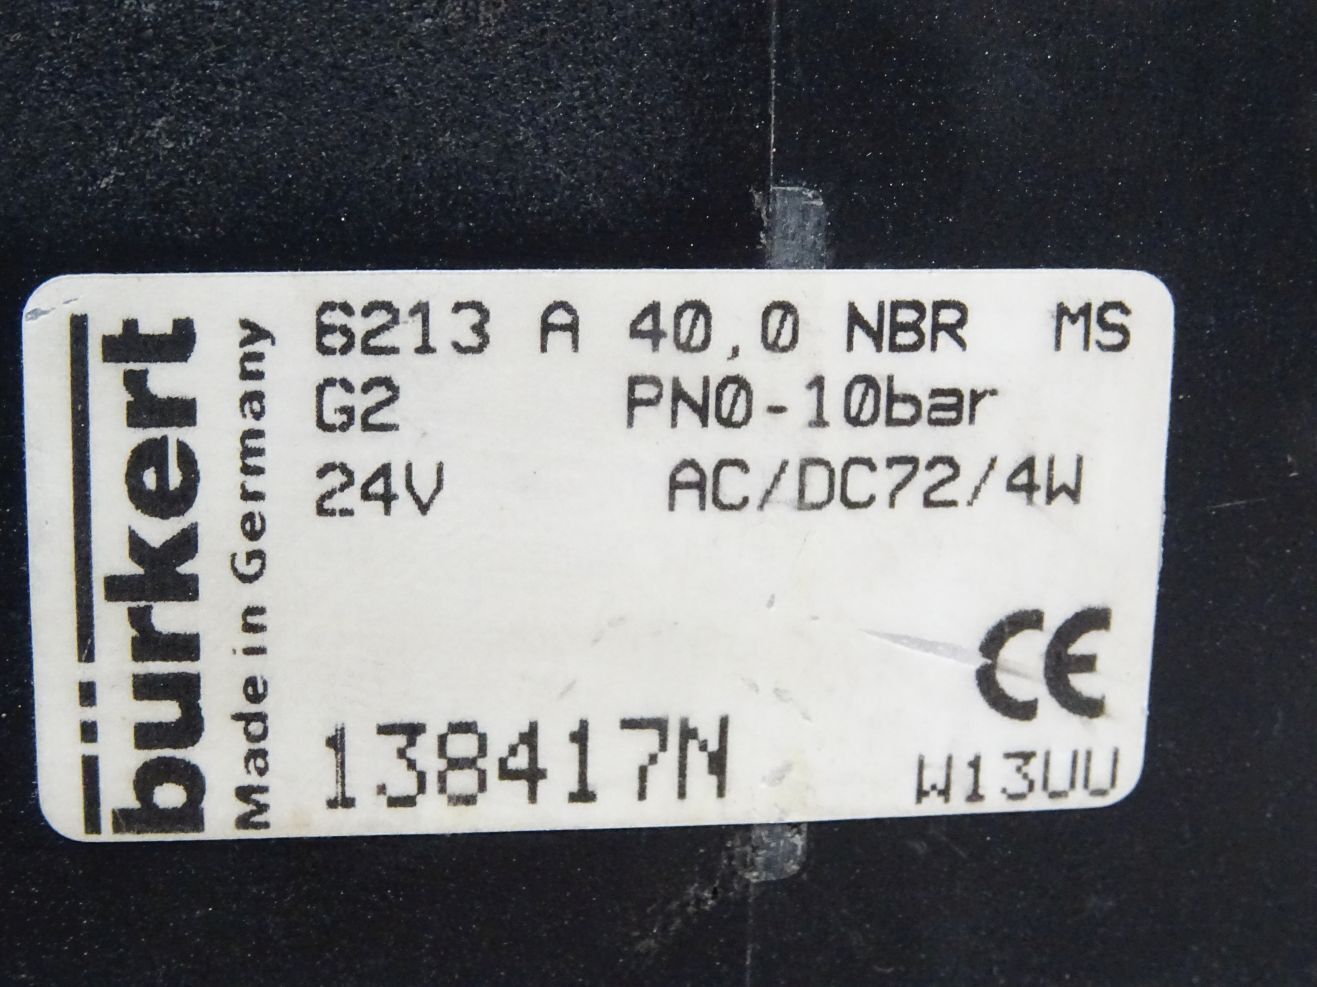 bürkert
Made in Germany
6213 A 40,0 NBR MS
G2 PN0-10bar
24V AC/DC72/4W
CE
138417N
W13UU